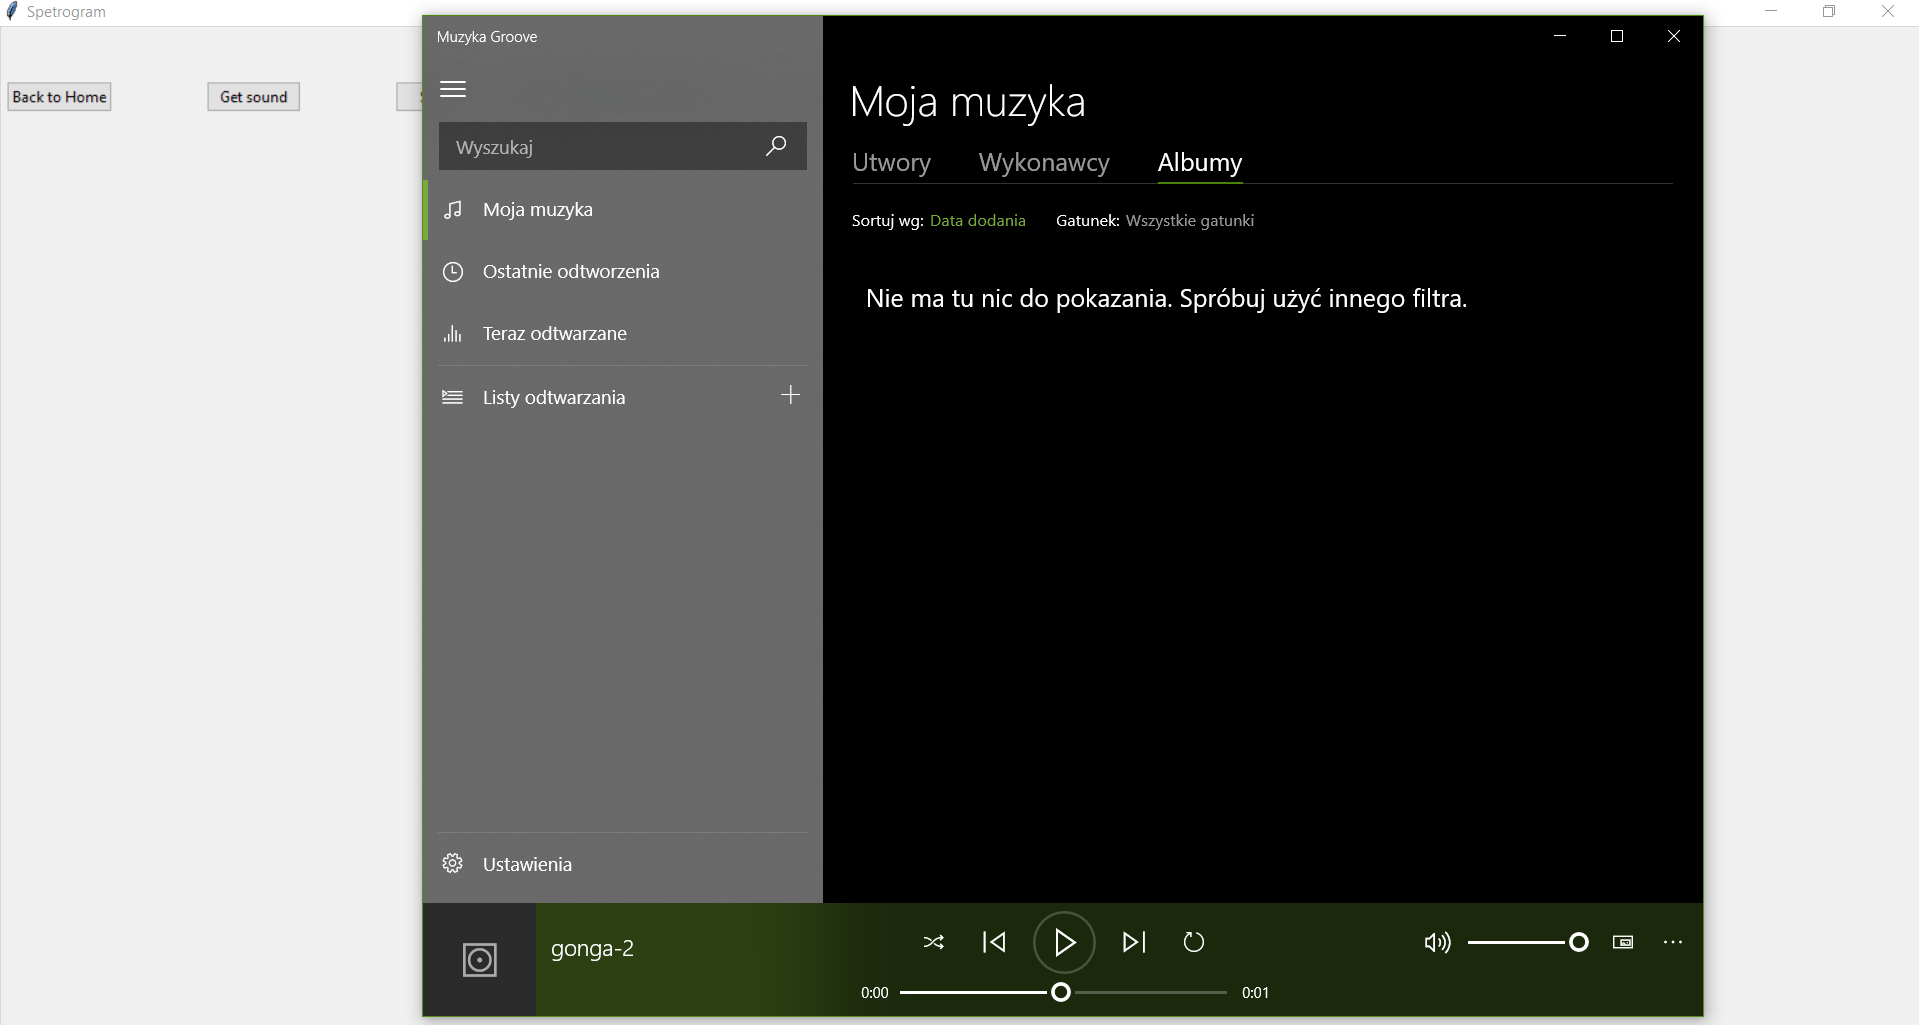 Spetrogram
Back to Home
Get sound
Muzyka Groove
Wyszukaj
Moja muzyka
Ostatnie odtworzenia
Teraz odtwarzane
Listy odtwarzania
Ustawienia
Moja muzyka
Utwory Wykonawcy Albumy
Sortuj wg: Data dodania Gatunek: Wszystkie gatunki
Nie ma tu nic do pokazania. Spróbuj użyć innego filtra.
gonga-2
0:00 0:01